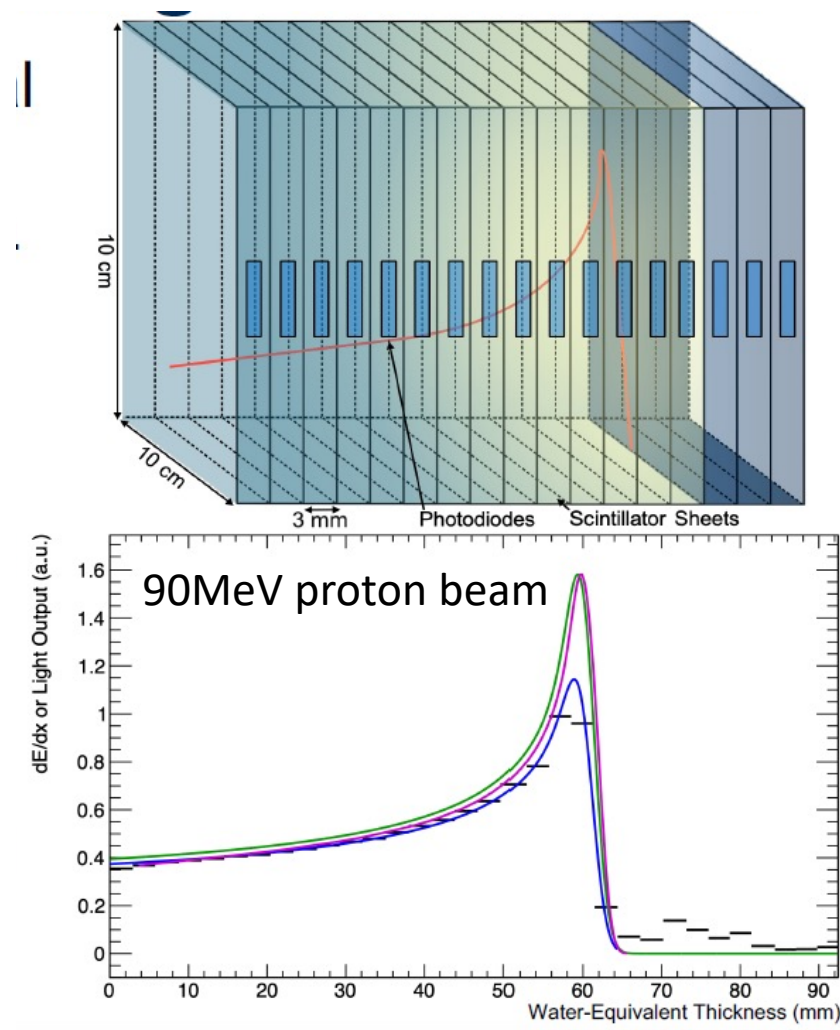 10 cm
10 cm
3 mm
Photodiodes
Scintillator Sheets
90MeV proton beam
dE/dx or Light Output (a.u.)
1.6
1.4
1.2
1
0.8
0.6
0.4
0.2
0
0 10 20 30 40 50 60 70 80 90
Water-Equivalent Thickness (mm)